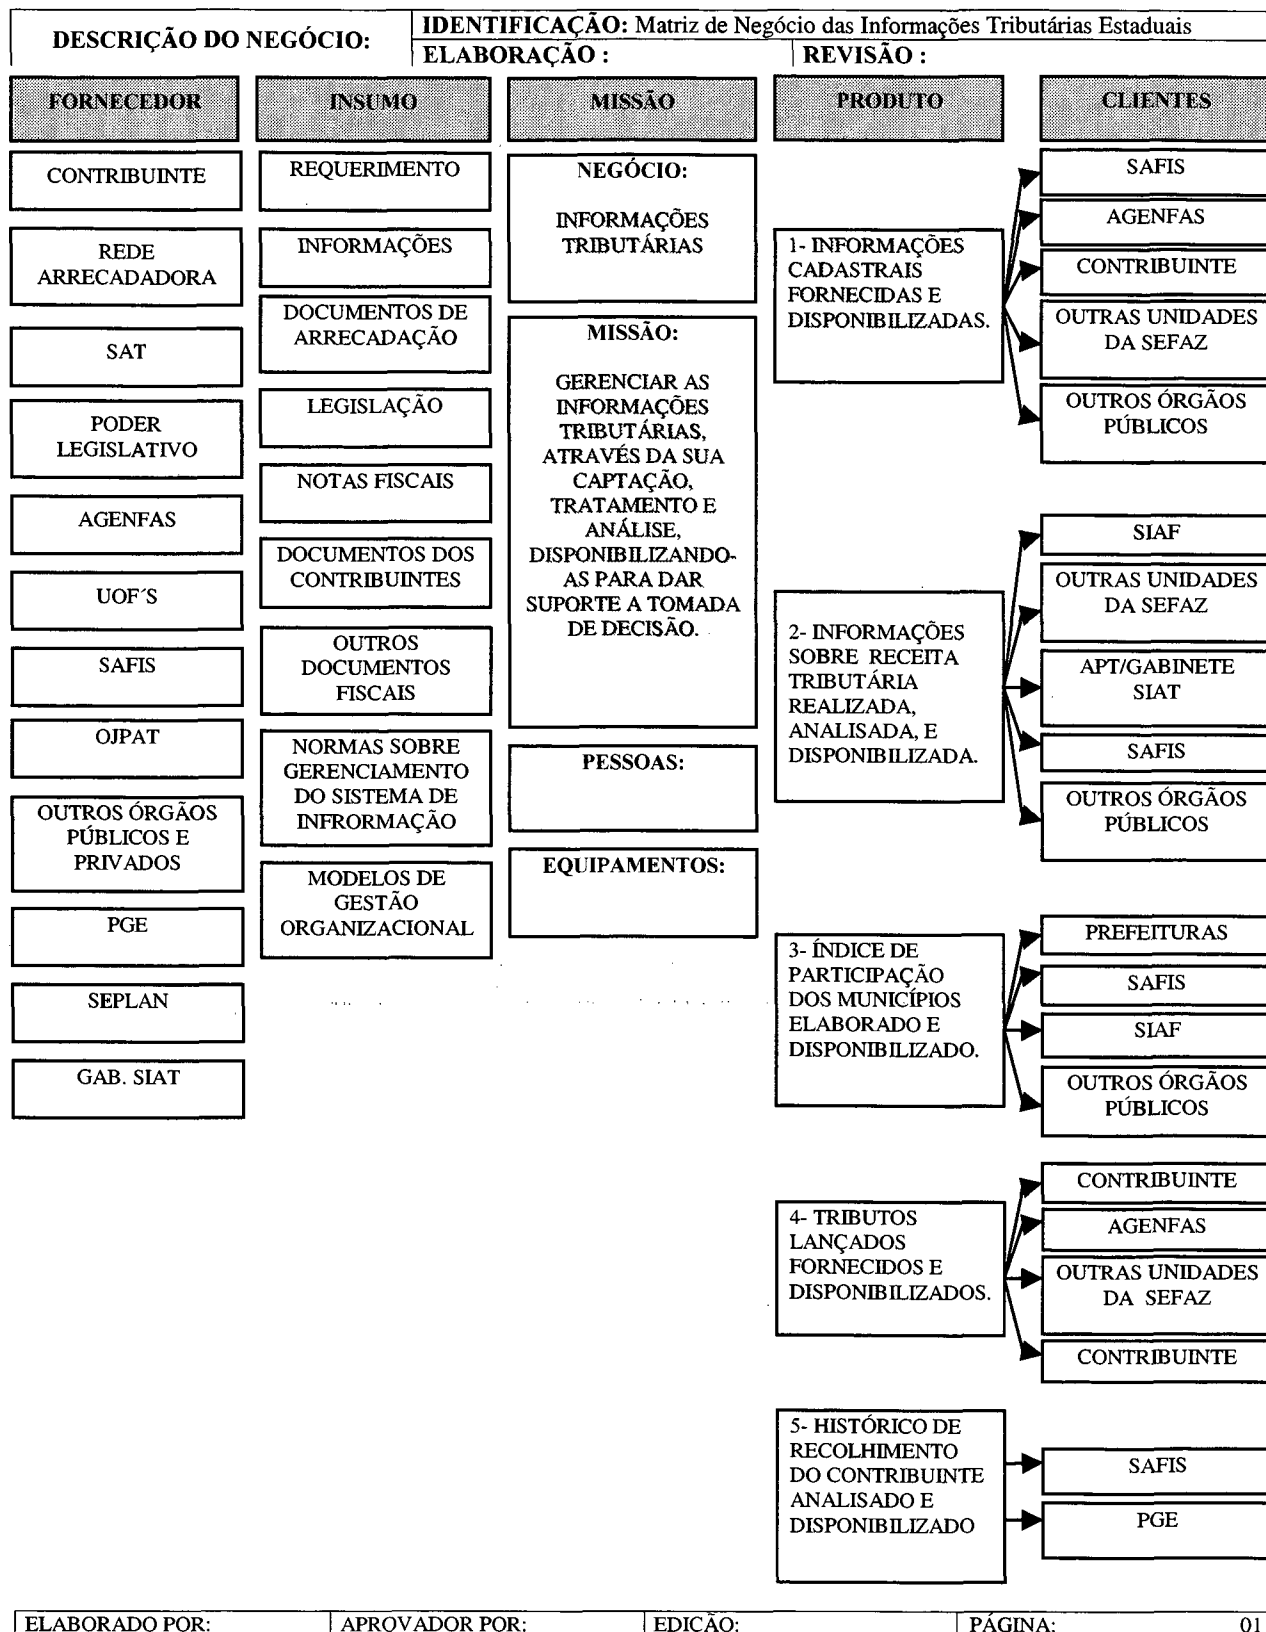 DESCRIÇÃO DO NEGÓCIO:
IDENTIFICAÇÃO: Matriz de Negócio das Informações Tributárias Estaduais
ELABORAÇÃO :
REVISÃO :
FORNECEDOR
INSUMO
MISSÃO
PRODUTO
CLIENTES
CONTRIBUINTE
REDE
ARRECADADORA
SAT
PODER
LEGISLATIVO
AGENFAS
UOF´S
SAFIS
OJPAT
OUTROS ÓRGÃOS
PÚBLICOS E
PRIVADOS
PGE
SEPLAN
GAB. SIAT
REQUERIMENTO
INFORMAÇÕES
DOCUMENTOS DE
ARRECADAÇÃO
LEGISLAÇÃO
NOTAS FISCAIS
DOCUMENTOS DOS
CONTRIBUINTES
OUTROS
DOCUMENTOS
FISCAIS
NORMAS SOBRE
GERENCIAMENTO
DO SISTEMA DE
INFRORMAÇÃO
MODELOS DE
GESTÃO
ORGANIZACIONAL
NEGÓCIO:
INFORMAÇÕES
TRIBUTÁRIAS
MISSÃO:
GERENCIAR AS
INFORMAÇÕES
TRIBUTÁRIAS,
ATRAVÉS DA SUA
CAPTAÇÃO,
TRATAMENTO E
ANÁLISE,
DISPONIBILIZANDO-
AS PARA DAR
SUPORTE A TOMADA
DE DECISÃO.
PESSOAS:
EQUIPAMENTOS:
1- INFORMAÇÕES
CADASTRAIS
FORNECIDAS E
DISPONIBILIZADAS.
SAFIS
AGENFAS
CONTRIBUINTE
OUTRAS UNIDADES
DA SEFAZ
OUTROS ÓRGÃOS
PÚBLICOS
2- INFORMAÇÕES
SOBRE RECEITA
TRIBUTÁRIA
REALIZADA,
ANALISADA, E
DISPONIBILIZADA.
SIAF
OUTRAS UNIDADES
DA SEFAZ
APT/GABINETE
SIAT
SAFIS
OUTROS ÓRGÃOS
PÚBLICOS
3- ÍNDICE DE
PARTICIPAÇÃO
DOS MUNICÍPIOS
ELABORADO E
DISPONIBILIZADO.
PREFEITURAS
SAFIS
SIAF
OUTROS ÓRGÃOS
PÚBLICOS
4- TRIBUTOS
LANÇADOS
FORNECIDOS E
DISPONIBILIZADOS.
CONTRIBUINTE
AGENFAS
OUTRAS UNIDADES
DA SEFAZ
CONTRIBUINTE
5- HISTÓRICO DE
RECOLHIMENTO
DO CONTRIBUINTE
ANALISADO E
DISPONIBILIZADO
SAFIS
PGE
ELABORADO POR:
APROVADOR POR:
EDIÇÃO:
PÁGINA: 01